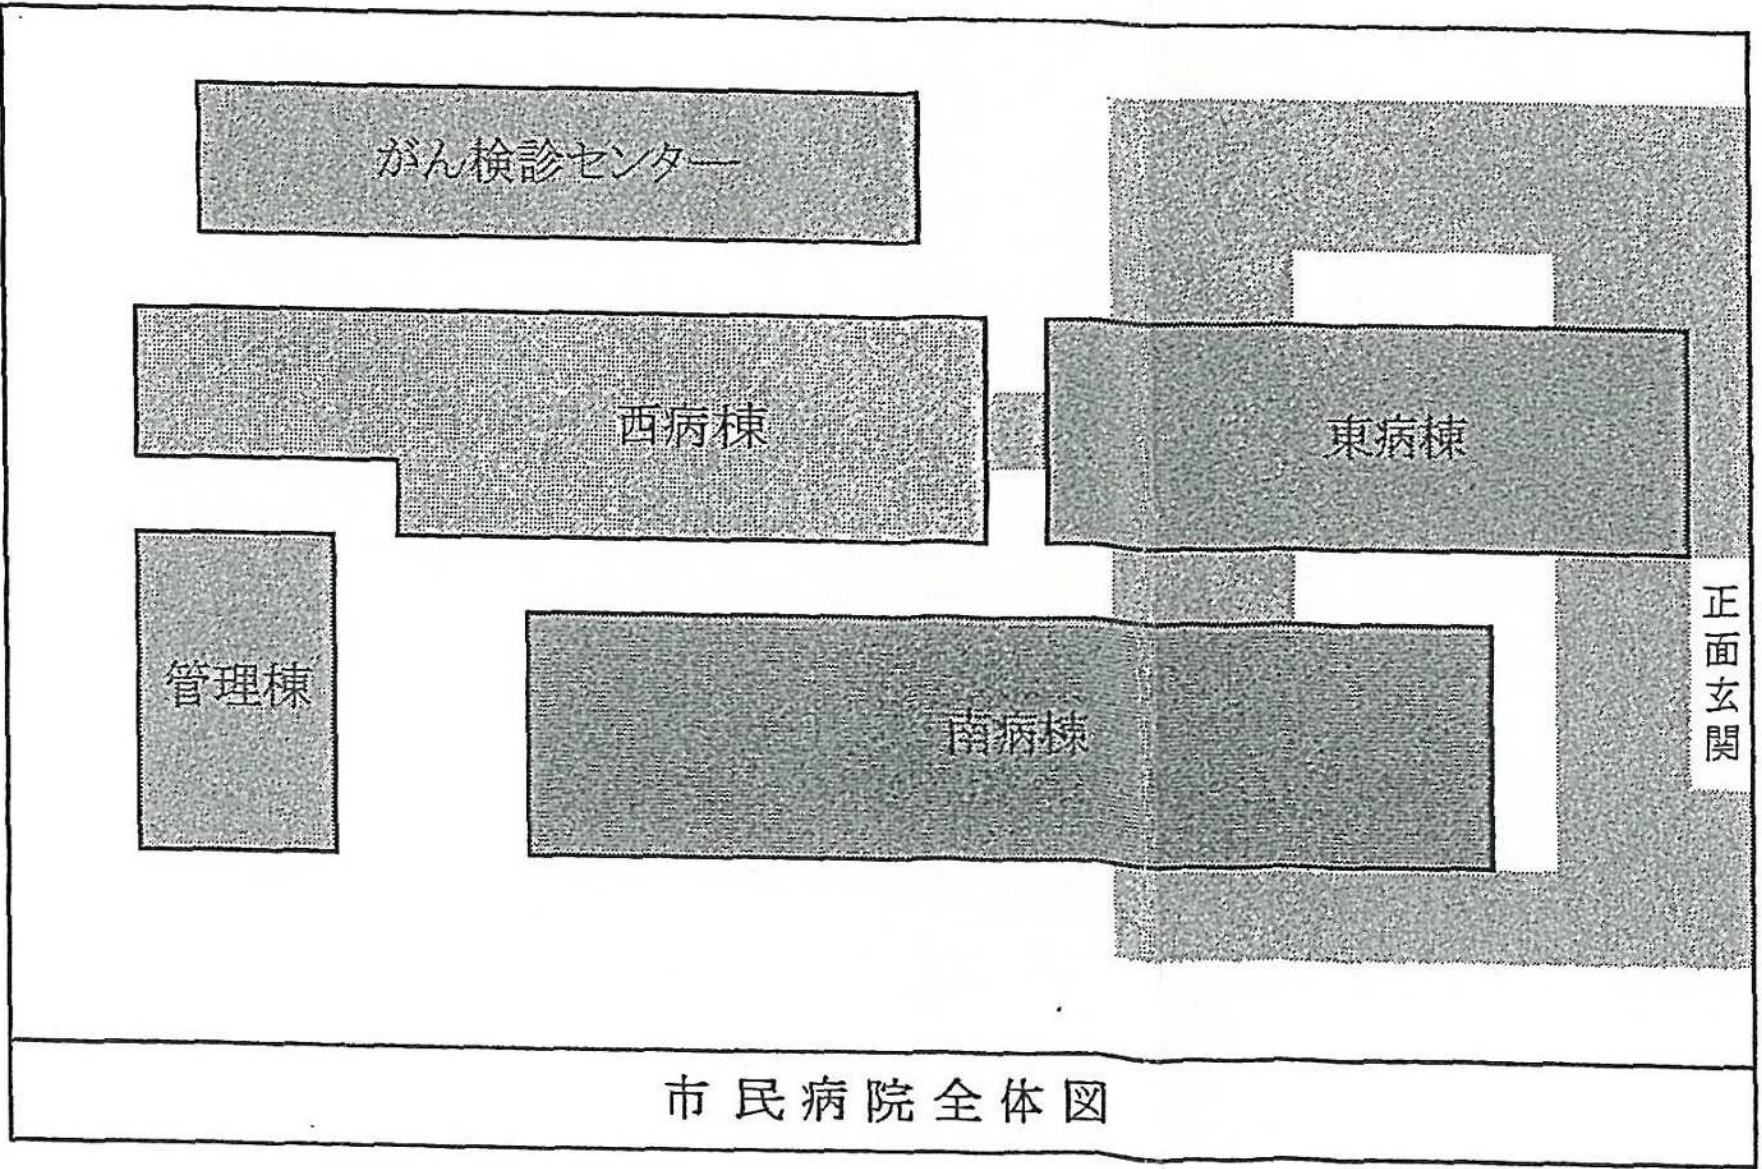 がん検診センター
西病棟
東病棟
正面玄関
管理棟
南病棟
市民病院全体図